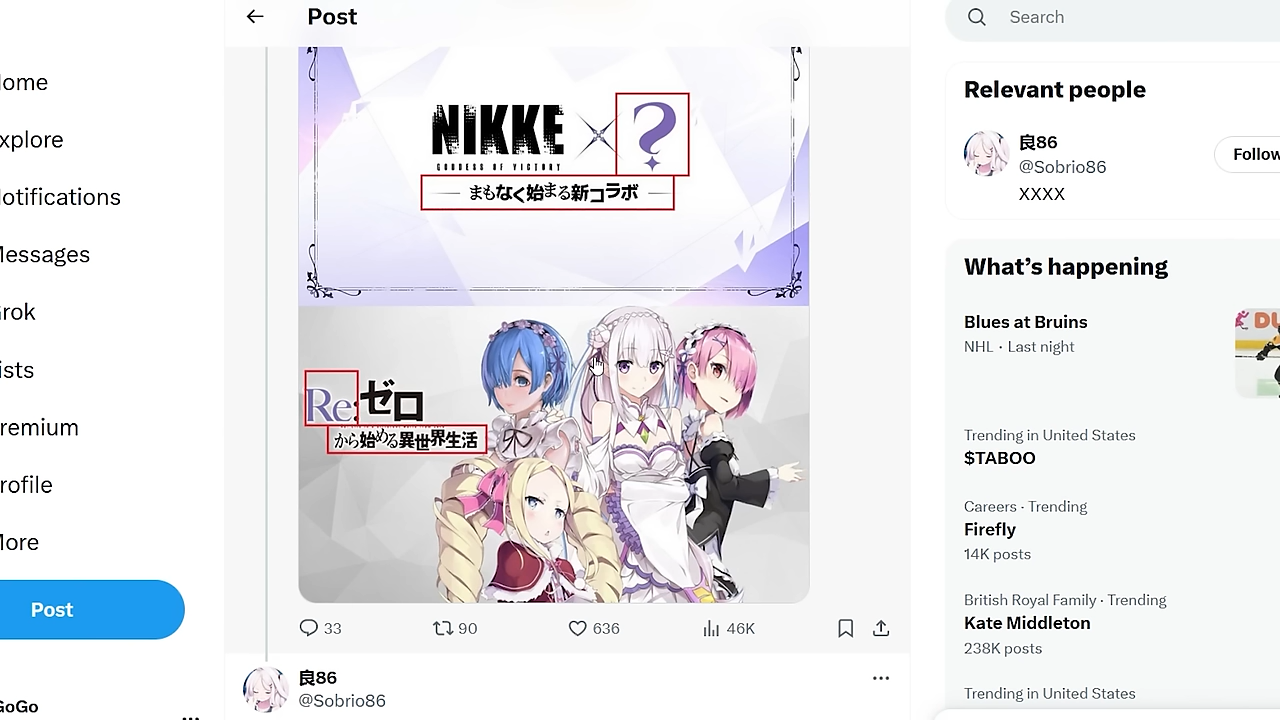 Post
Search
ome
xplore
otifications
essages
rok
ists
remium
rofile
ore
Post
GoGo
NIKKE
GODDESS OF VICTORY
?
まもなく始まる新コラボ
Re:ゼロ
から始める異世界生活
33
90
636
46K
良86
@Sobrio86
Relevant people
良86
@Sobrio86
XXXX
Follow
What's happening
Blues at Bruins
NHL · Last night
DU
Trending in United States
$TABOO
Careers · Trending
Firefly
14K posts
British Royal Family · Trending
Kate Middleton
238K posts
Trending in United States